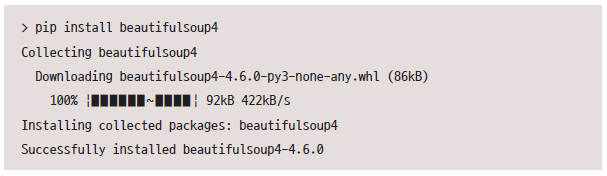 > pip install beautifulsoup4
Collecting beautifulsoup4
Downloading beautifulsoup4-4.6.0-py3-none-any.whl (86kB)
100% ¦██████~████¦ 92kB 422kB/s
Installing collected packages: beautifulsoup4
Successfully installed beautifulsoup4-4.6.0